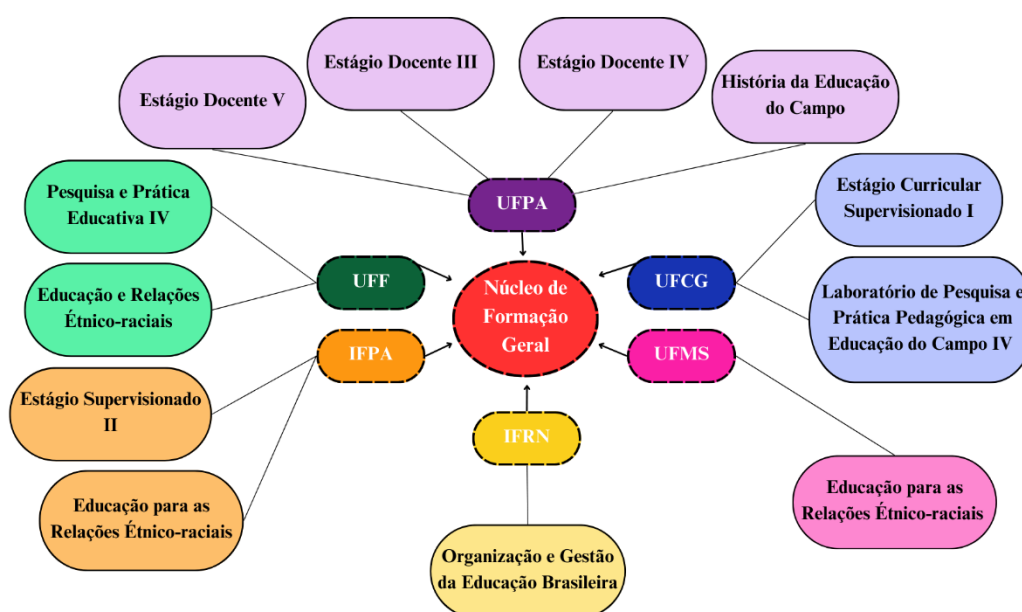 Estágio Docente V
Estágio Docente III
Estágio Docente IV
História da Educação
do Campo
Pesquisa e Prática
Educativa IV
UFPA
Estágio Curricular
Supervisionado I
Educação e Relações
Étnico-raciais
UFF
Núcleo de
Formação
Geral
UFCG
Laboratório de Pesquisa e
Prática Pedagógica em
Educação do Campo IV
IFPA
UFMS
Estágio Supervisionado
II
IFRN
Educação para as
Relações Étnico-raciais
Organização e Gestão
da Educação Brasileira
Educação para as
Relações Étnico-raciais